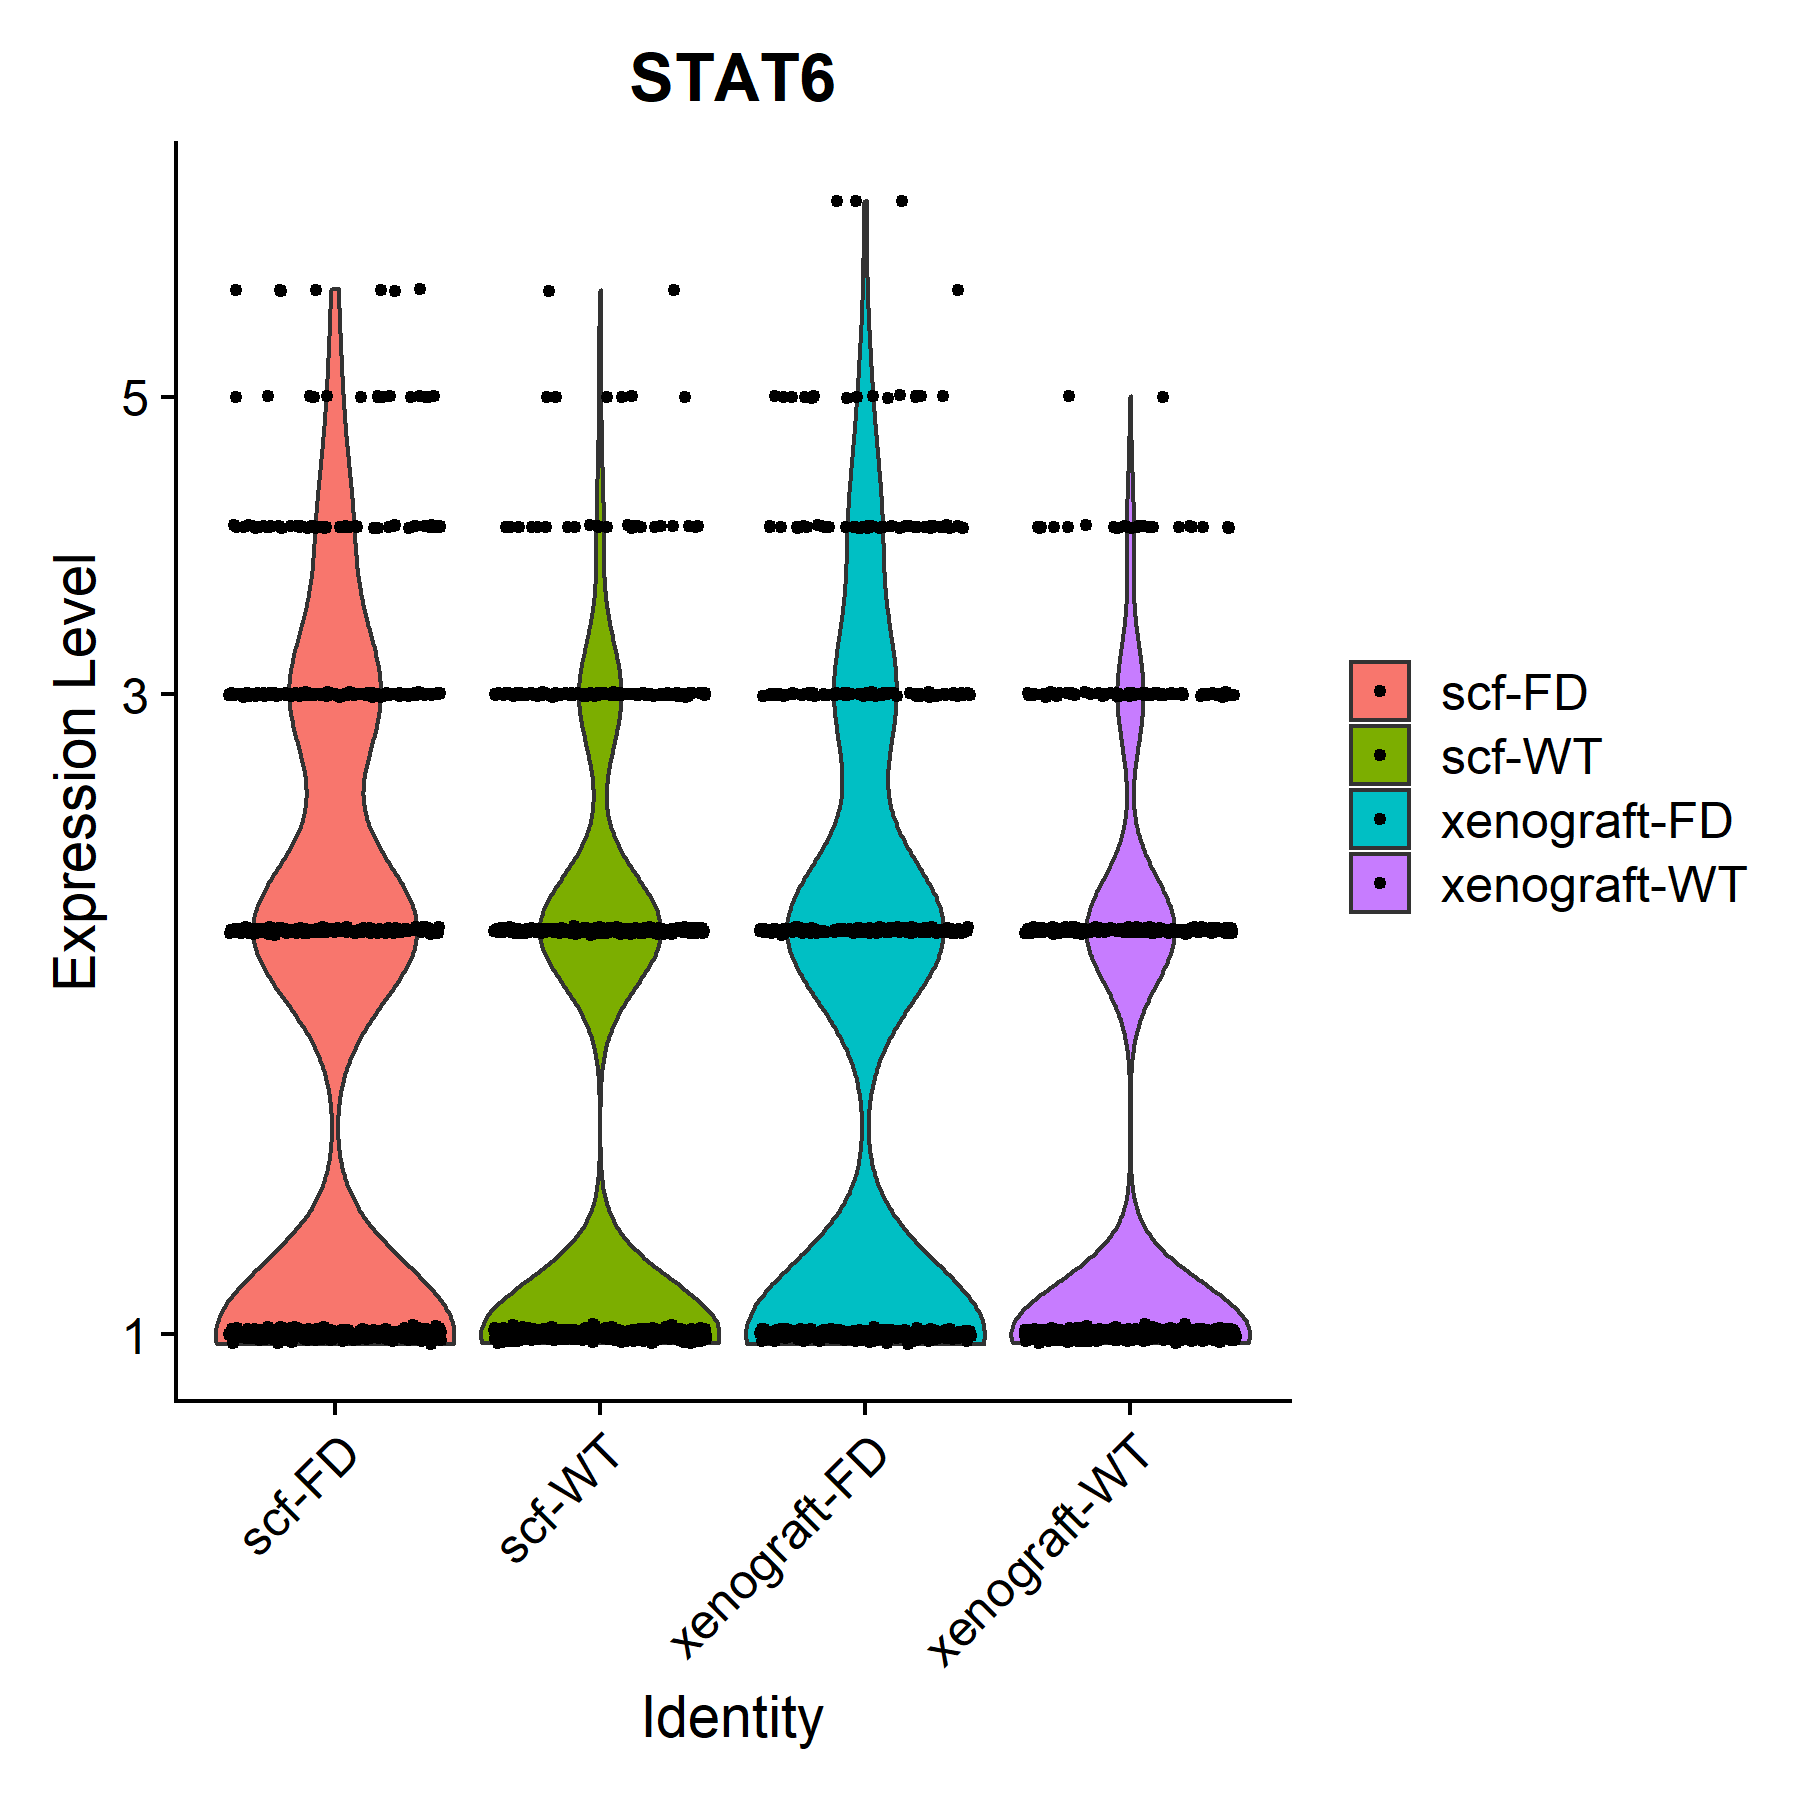 STAT6
Expression Level
5
3
1
scf-FD
scf-WT
xenograft-FD
xenograft-WT
Identity
scf-FD
scf-WT
xenograft-FD
xenograft-WT